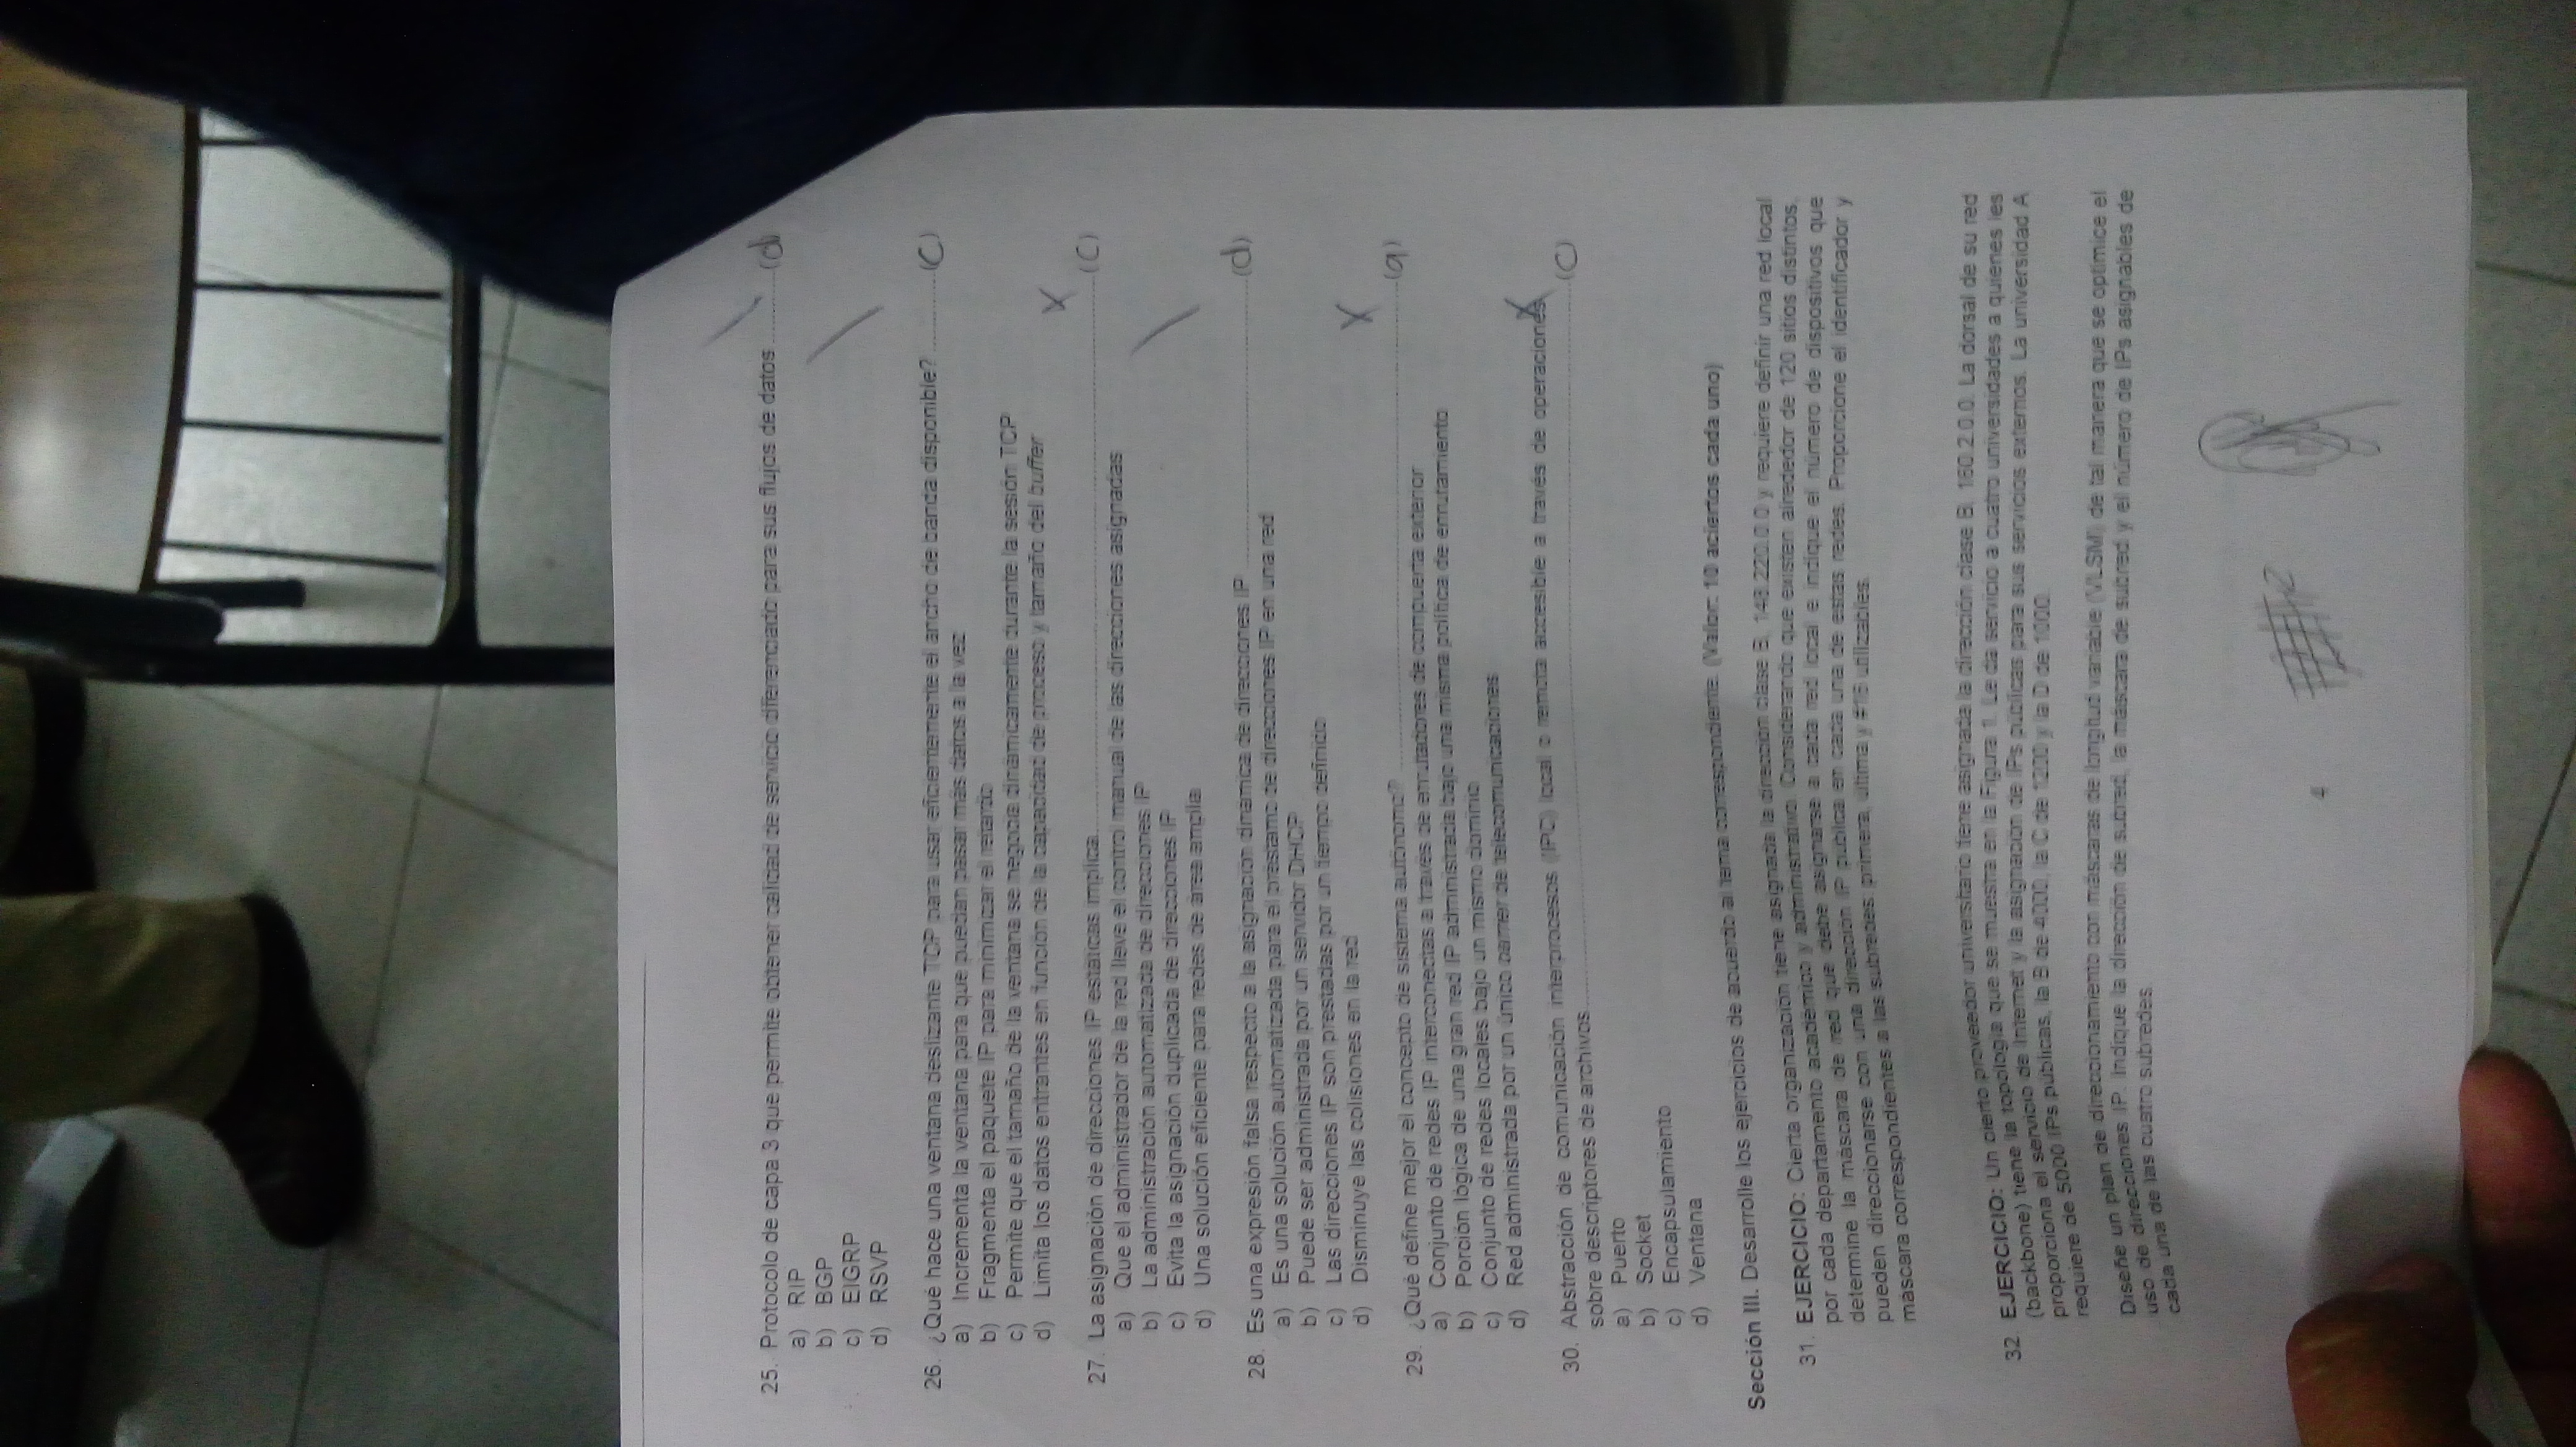 25. Protocolo de capa 3 que permite obtener calidad de servicio diferenciado para sus flujos de datos ............(d)
a) RIP
b) BGP
c) EIGRP
d) RSVP
26. ¿Qué hace una ventana deslizante TCP para usar eficientemente el ancho de banda disponible? ............(C)
a) Incrementa la ventana para que puedan pasar más datos a la vez
b) Fragmenta el paquete IP para minimizar el retardo
c) Permite que el tamaño de la ventana se negocia dinámicamente durante la sesión TCP
d) Limita los datos entrantes en función de la capacidad de proceso y tamaño del buffer
X
27. La asignación de direcciones IP estáticas implica............(C)
a) Que el administrador de la red lleve el control manual de las direcciones asignadas
b) La administración automatizada de direcciones IP
c) Evita la asignación duplicada de direcciones IP
d) Una solución eficiente para redes de área amplia
28. Es una expresión falsa respecto a la asignación dinámica de direcciones IP ............(d)
a) Es una solución automatizada para el préstamo de direcciones IP en una red
b) Puede ser administrada por un servidor DHCP
c) Las direcciones IP son prestadas por un tiempo definido
d) Disminuye las colisiones en la red
X
29. ¿Qué define mejor el concepto de sistema autónomo? ............(a)
a) Conjunto de redes IP interconectas a través de enrutadores de compuerta exterior
b) Porción lógica de una gran red IP administrada bajo una misma política de enrutamiento
c) Conjunto de redes locales bajo un mismo dominio
d) Red administrada por un único carrier de telecomunicaciones
X
30. Abstracción de comunicación interprocesos (IPC) local o remota accesible a través de operaciones
sobre descriptores de archivos............(C)
a) Puerto
b) Socket
c) Encapsulamiento
d) Ventana
Sección III. Desarrolle los ejercicios de acuerdo al tema correspondiente. (Valor: 10 aciertos cada uno)
31. EJERCICIO: Cierta organización tiene asignada la dirección clase B, 148.220.0.0 y requiere definir una red local
por cada departamento académico y administrativo. Considerando que existen alrededor de 120 sitios distintos,
determine la máscara de red que debe asignarse a cada red local e indique el número de dispositivos que
pueden direccionarse con una dirección IP pública en cada una de estas redes. Proporcione el identificador y
máscara correspondientes a las subredes: primera, última y utilizables.
32. EJERCICIO: Un cierto proveedor universitario tiene asignada la dirección clase B, 160.2.0.0. La dorsal de su red
(backbone) tiene la topología que se muestra en la Figura 1. Le da servicio a cuatro universidades a quienes les
proporciona el servicio de Internet y la asignación de IPs públicas para sus servicios externos. La universidad A
requiere de 5000 IPs públicas, la B de 4000, la C de 1200 y la D de 1000.
Diseñe un plan de direccionamiento con máscaras de longitud variable (VLSM) de tal manera que se optimice el
uso de direcciones IP. Indique la dirección de subred, la máscara de subred y el número de IPs asignables de
cada una de las cuatro subredes.
4